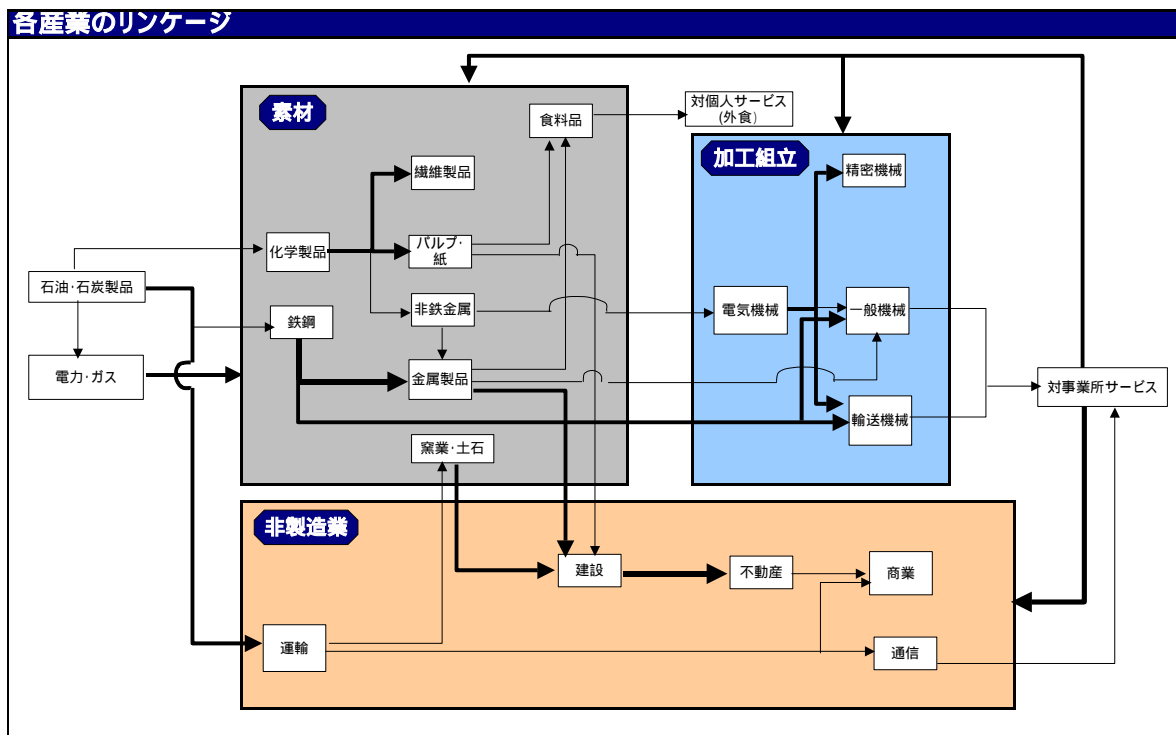 各産業のリンケージ
素材
食料品
対個人サービス
(外食)
加工組立
繊維製品
精密機械
化学製品
パルプ・
紙
石油・石炭製品
鉄鋼
非鉄金属
電気機械
一般機械
電力・ガス
金属製品
対事業所サービス
輸送機械
窯業・土石
非製造業
建設
不動産
商業
運輸
通信